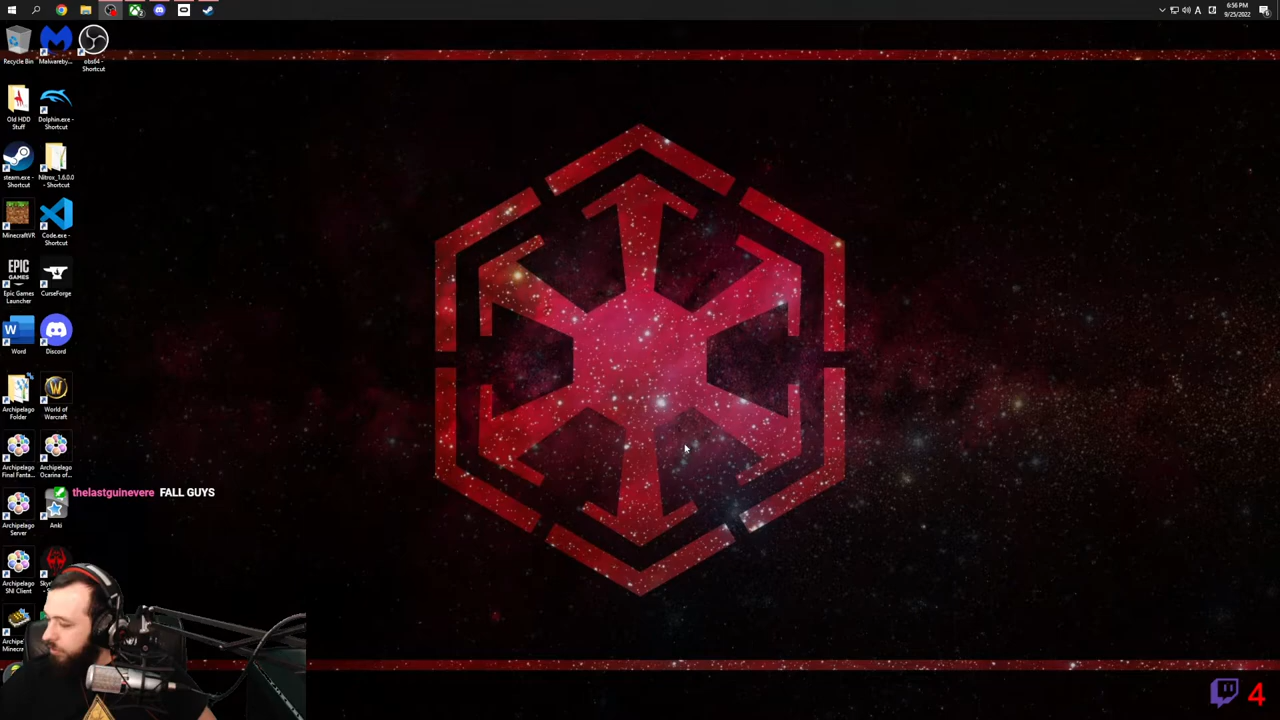 6:56 PM
9/25/2022
Recycle Bin
Malwareby...
obs64 - Shortcut
Old HDD Stuff
Dolphin.exe - Shortcut
steam.exe - Shortcut
Nitrox_1.6.0.0 - Shortcut
MinecraftVR
Code.exe - Shortcut
EPIC GAMES
Epic Games Launcher
CurseForge
Word
Discord
Archipelago Folder
World of Warcraft
Archipelago Final Fanta...
Archipelago Ocarina of...
thelastguinevere FALL GUYS
Archipelago Server
Anki
Archipelago SNI Client
4